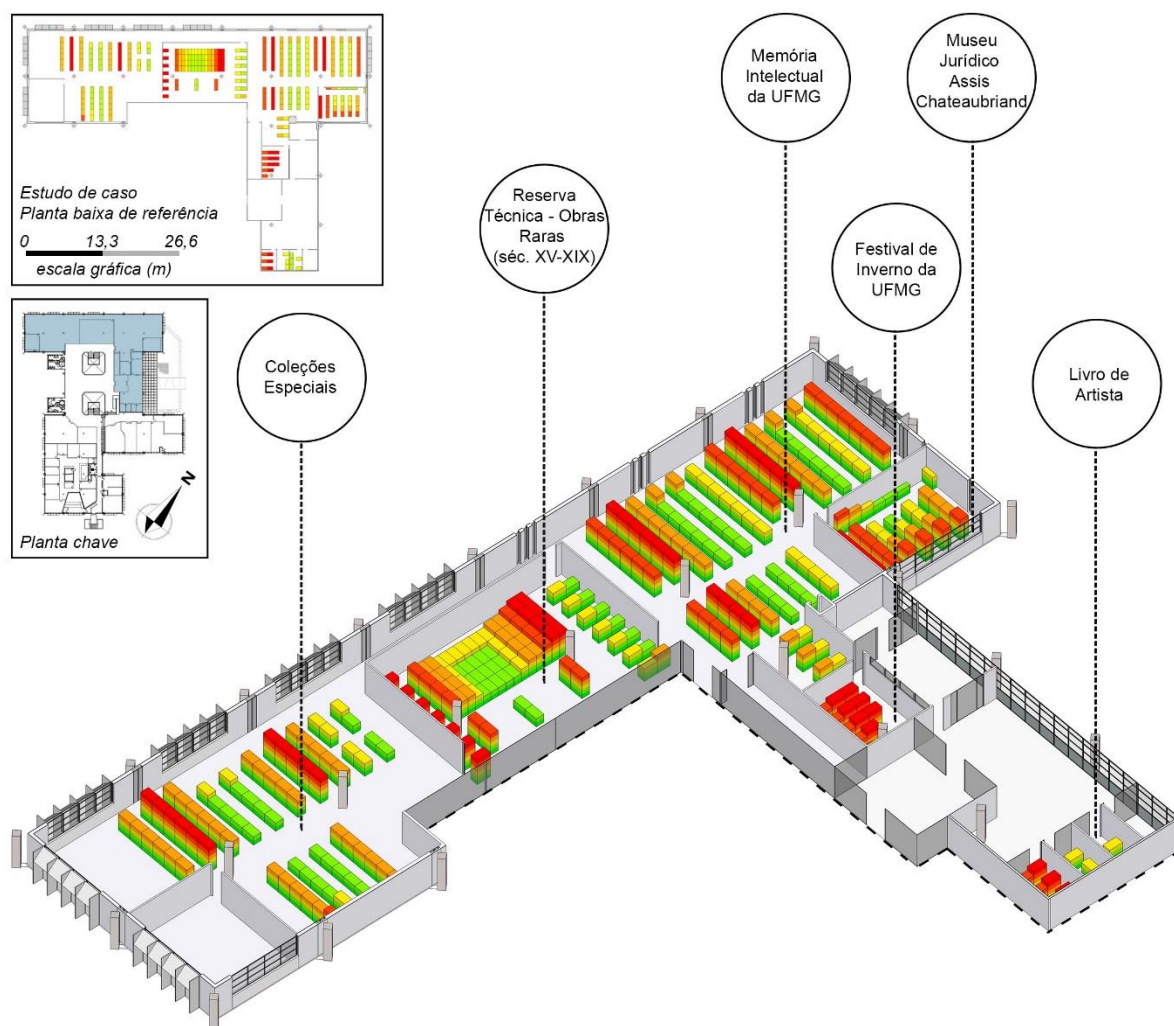 Estudo de caso
Planta baixa de referência
0 13,3 26,6
escala gráfica (m)
Planta chave
N
Coleções
Especiais
Reserva
Técnica - Obras
Raras
(séc. XV-XIX)
Memória
Intelectual
da UFMG
Festival de
Inverno da
UFMG
Museu
Jurídico
Assis
Chateaubriand
Livro de
Artista